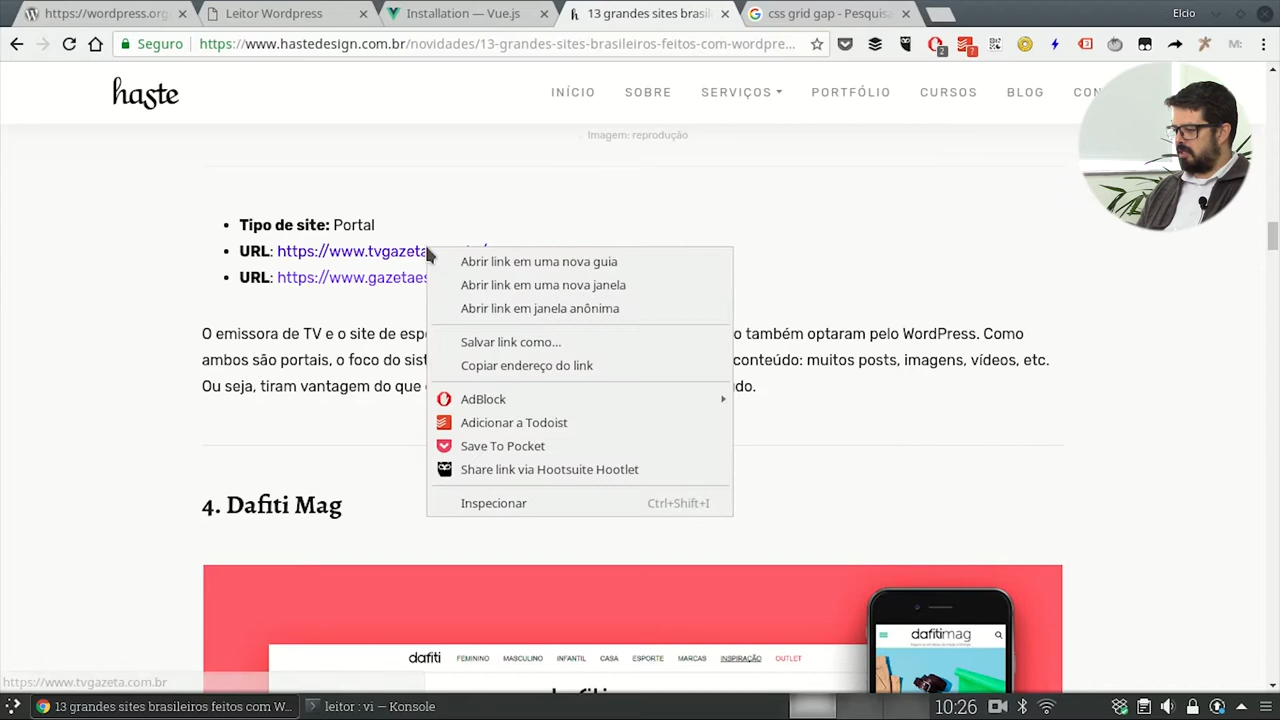 https://wordpress.org
Leitor Wordpress
Installation — Vue.js
13 grandes sites brasil
css grid gap - Pesquisa
Elcio
Seguro
https://www.hastedesign.com.br/novidades/13-grandes-sites-brasileiros-feitos-com-wordpre...
2
?
M:
haste
INÍCIO
SOBRE
SERVIÇOS
PORTFÓLIO
CURSOS
BLOG
CON
Imagem: reprodução
• Tipo de site: Portal
• URL: https://www.tvgazeta
• URL: https://www.gazetaes
Abrir link em uma nova guia
Abrir link em uma nova janela
Abrir link em janela anônima
Salvar link como...
Copiar endereço do link
AdBlock
Adicionar a Todoist
Save To Pocket
Share link via Hootsuite Hootlet
Inspecionar Ctrl+Shift+I
O emissora de TV e o site de espo também optaram pelo WordPress. Como
ambos são portais, o foco do sist conteúdo: muitos posts, imagens, vídeos, etc.
Ou seja, tiram vantagem do que do.
4. Dafiti Mag
dafiti
FEMININO
MASCULINO
INFANTIL
CASA
ESPORTE
MARCAS
INSPIRAÇÃO
OUTLET
dafitimag
https://www.tvgazeta.com.br
13 grandes sites brasileiros feitos com W...
leitor : vi — Konsole
10:26